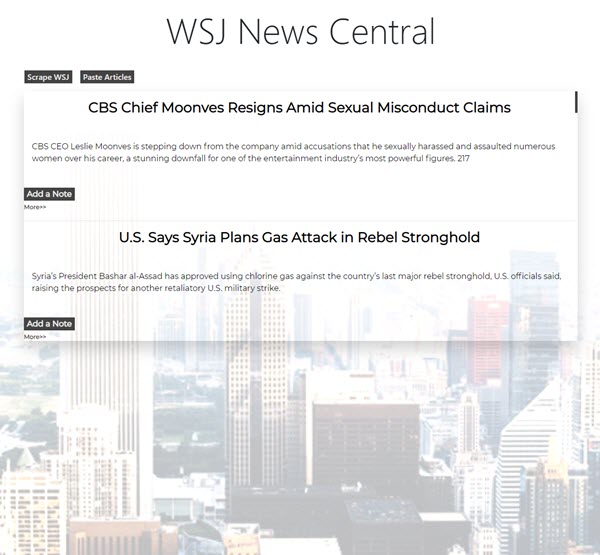 WSJ News Central
Scrape WSJ Paste Articles
CBS Chief Moonves Resigns Amid Sexual Misconduct Claims
CBS CEO Leslie Moonves is stepping down from the company amid accusations that he sexually harassed and assaulted numerous
women over his career, a stunning downfall for one of the entertainment industry's most powerful figures. 217
Add a Note
More>>
U.S. Says Syria Plans Gas Attack in Rebel Stronghold
Syria's President Bashar al-Assad has approved using chlorine gas against the country's last major rebel stronghold, U.S. officials said,
raising the prospects for another retaliatory U.S. military strike.
Add a Note
More>>